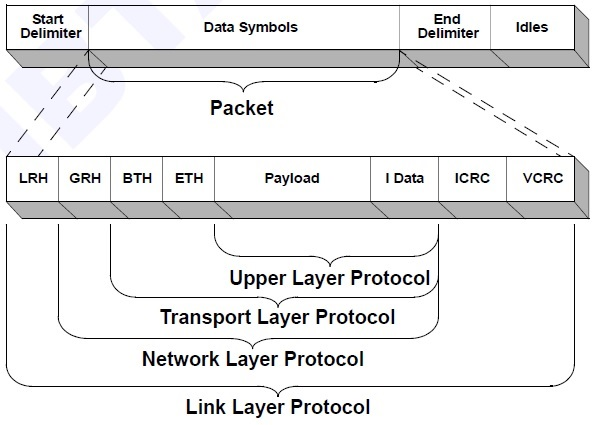 Start Delimiter
Data Symbols
End Delimiter
Idles
Packet
LRH GRH BTH ETH Payload I Data ICRC VCRC
Upper Layer Protocol
Transport Layer Protocol
Network Layer Protocol
Link Layer Protocol